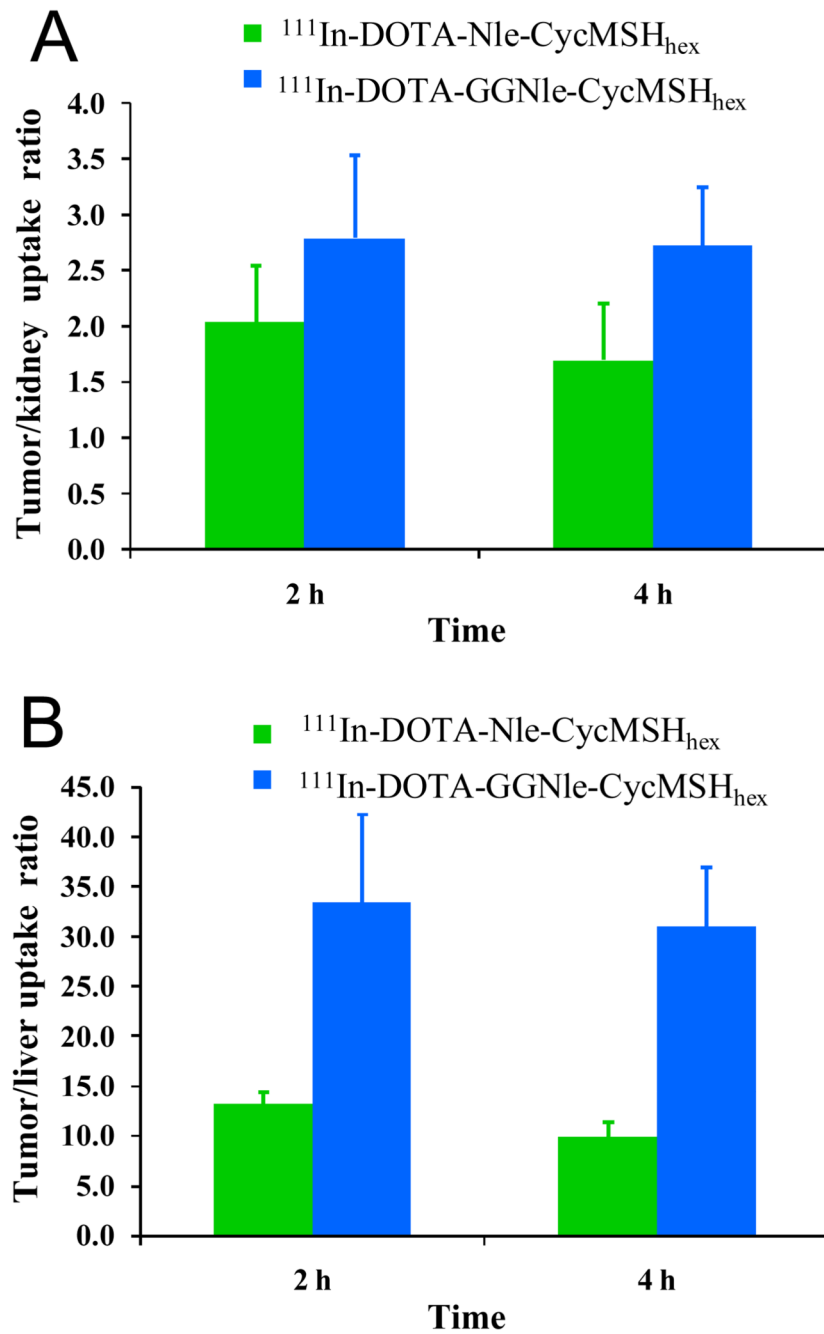 A
¹¹¹In-DOTA-Nle-CycMSHhex
¹¹¹In-DOTA-GGNle-CycMSHhex
Tumor/kidney uptake ratio
4.0
3.5
3.0
2.5
2.0
1.5
1.0
0.5
0.0
2 h
4 h
Time
B
¹¹¹In-DOTA-Nle-CycMSHhex
¹¹¹In-DOTA-GGNle-CycMSHhex
Tumor/liver uptake ratio
45.0
40.0
35.0
30.0
25.0
20.0
15.0
10.0
5.0
0.0
2 h
4 h
Time